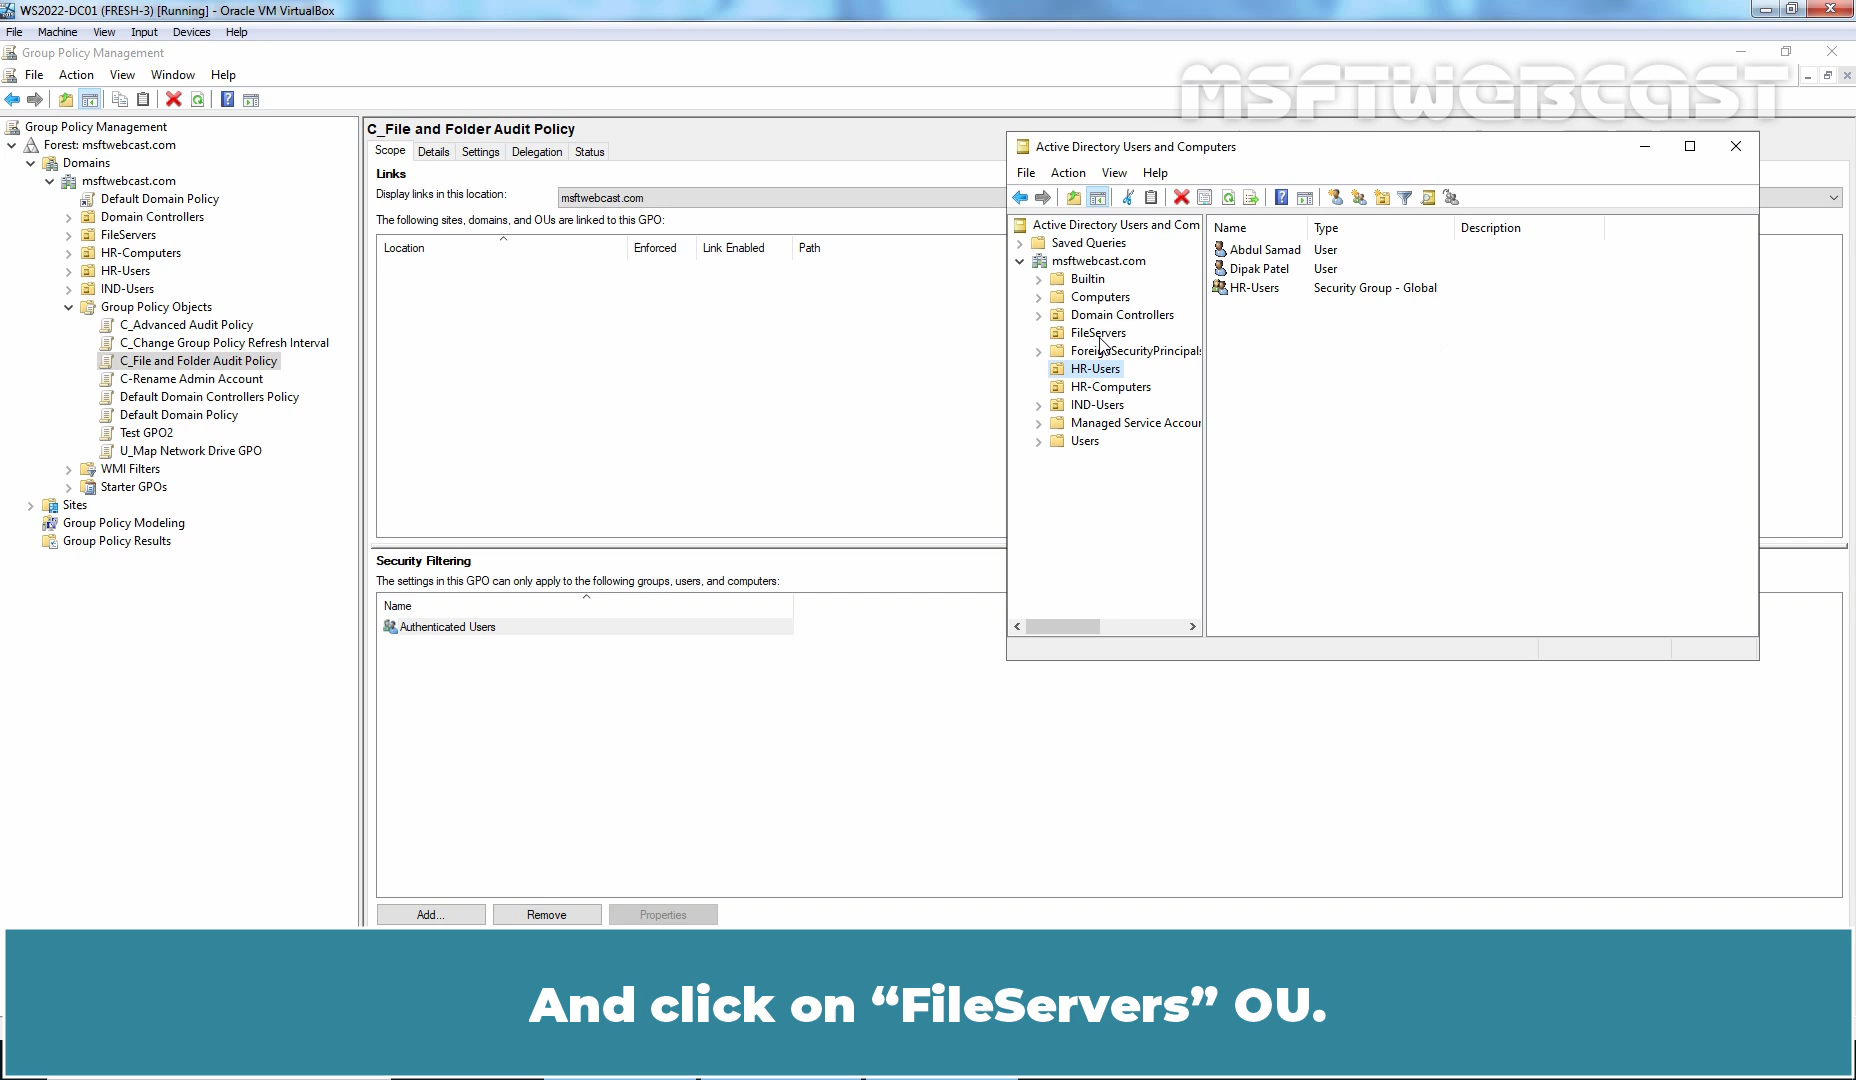 WS2022-DC01 (FRESH-3) [Running] - Oracle VM VirtualBox
File Machine View Input Devices Help
Group Policy Management
File Action View Window Help
MSFTWEBCAST
Group Policy Management
Forest: msftwebcast.com
Domains
msftwebcast.com
Default Domain Policy
Domain Controllers
FileServers
HR-Computers
HR-Users
IND-Users
Group Policy Objects
C_Advanced Audit Policy
C_Change Group Policy Refresh Interval
C_File and Folder Audit Policy
C-Rename Admin Account
Default Domain Controllers Policy
Default Domain Policy
Test GPO2
U_Map Network Drive GPO
WMI Filters
Starter GPOs
Sites
Group Policy Modeling
Group Policy Results
C_File and Folder Audit Policy
Scope Details Settings Delegation Status
Links
Display links in this location: msftwebcast.com
The following sites, domains, and OUs are linked to this GPO:
Location Enforced Link Enabled Path
Security Filtering
The settings in this GPO can only apply to the following groups, users, and computers:
Name
Authenticated Users
Add... Remove Properties
Active Directory Users and Computers
File Action View Help
Active Directory Users and Com
Saved Queries
msftwebcast.com
Builtin
Computers
Domain Controllers
FileServers
ForeignSecurityPrincipals
HR-Users
HR-Computers
IND-Users
Managed Service Accour
Users
Name Type Description
Abdul Samad User
Dipak Patel User
HR-Users Security Group - Global
And click on “FileServers” OU.